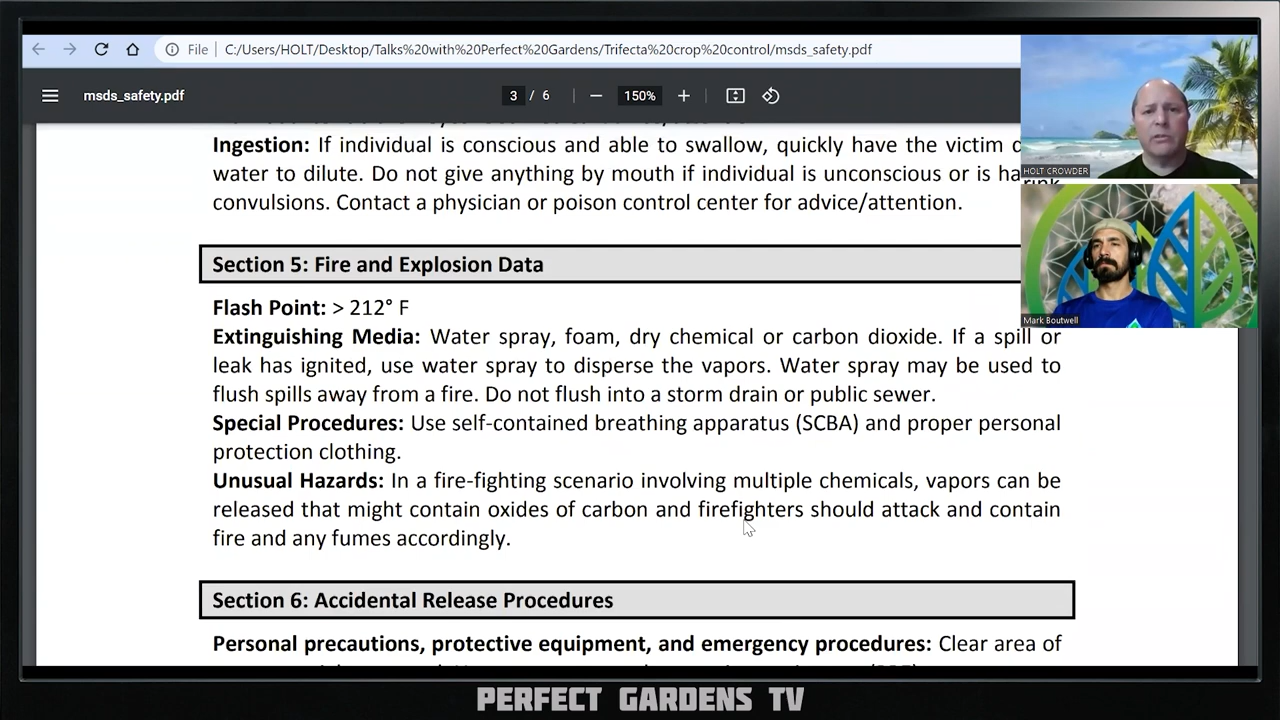 File C:/Users/HOLT/Desktop/Talks%20with%20Perfect%20Gardens/Trifecta%20crop%20control/msds_safety.pdf
msds_safety.pdf
3 / 6
150%
Ingestion: If individual is conscious and able to swallow, quickly have the victim
water to dilute. Do not give anything by mouth if individual is unconscious or is
convulsions. Contact a physician or poison control center for advice/attention.
Section 5: Fire and Explosion Data
Flash Point: > 212° F
Extinguishing Media: Water spray, foam, dry chemical or carbon dioxide. If a spill or
leak has ignited, use water spray to disperse the vapors. Water spray may be used to
flush spills away from a fire. Do not flush into a storm drain or public sewer.
Special Procedures: Use self-contained breathing apparatus (SCBA) and proper personal
protection clothing.
Unusual Hazards: In a fire-fighting scenario involving multiple chemicals, vapors can be
released that might contain oxides of carbon and firefighters should attack and contain
fire and any fumes accordingly.
Section 6: Accidental Release Procedures
Personal precautions, protective equipment, and emergency procedures: Clear area of
HOLT CROWDER
Mark Boutwell
PERFECT GARDENS TV